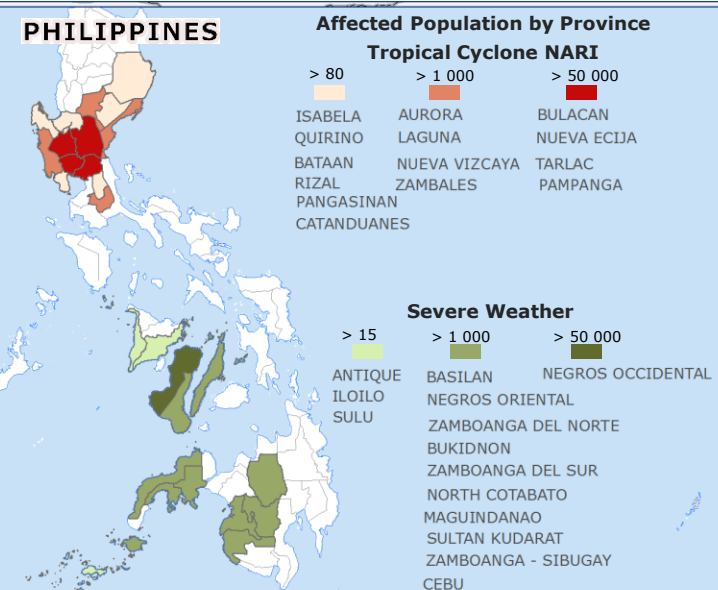 PHILIPPINES
Affected Population by Province
Tropical Cyclone NARI
> 80 > 1 000 > 50 000
ISABELA AURORA BULACAN
QUIRINO LAGUNA NUEVA ECIJA
BATAAN NUEVA VIZCAYA TARLAC
RIZAL ZAMBALES PAMPANGA
PANGASINAN
CATANDUANES
Severe Weather
> 15 > 1 000 > 50 000
ANTIQUE BASILAN NEGROS OCCIDENTAL
ILOILO NEGROS ORIENTAL
SULU ZAMBOANGA DEL NORTE
BUKIDNON
ZAMBOANGA DEL SUR
NORTH COTABATO
MAGUINDANAO
SULTAN KUDARAT
ZAMBOANGA - SIBUGAY
CEBU